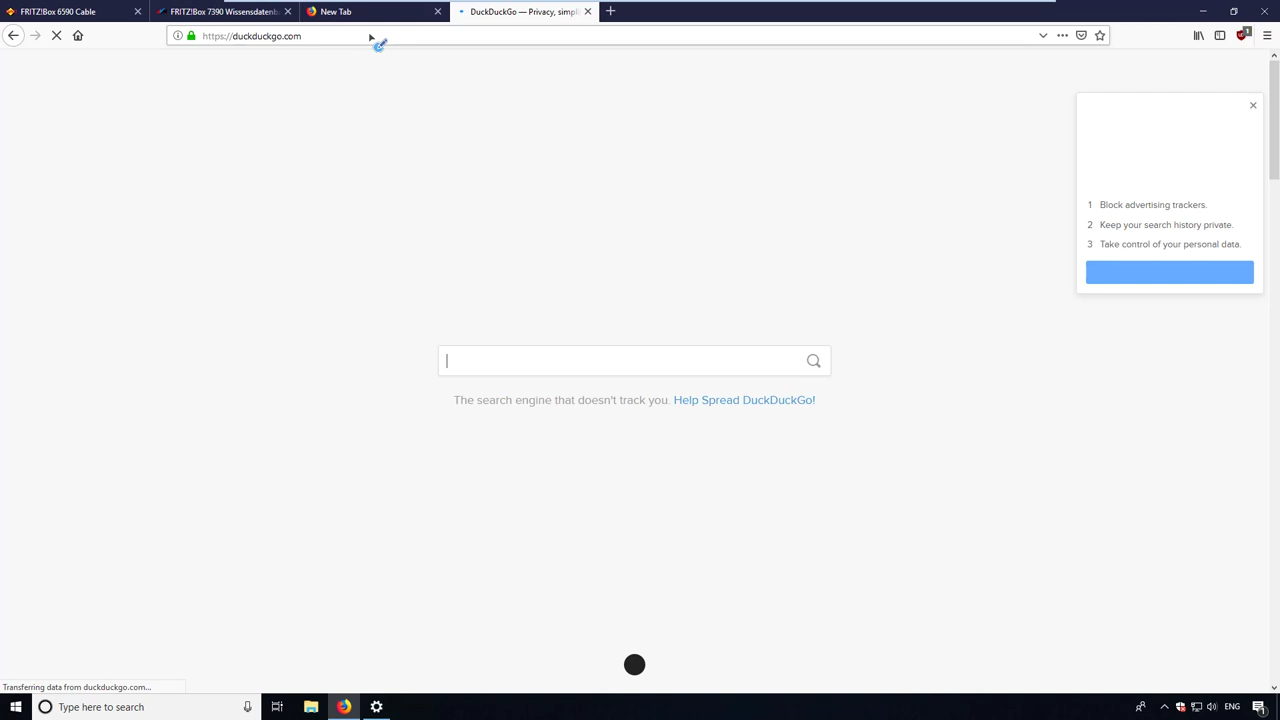 FRITZ!Box 6590 Cable
FRITZ!Box 7390 Wissensdatenb
New Tab
DuckDuckGo — Privacy, simpl
https://duckduckgo.com
1 Block advertising trackers.
2 Keep your search history private.
3 Take control of your personal data.
The search engine that doesn't track you. Help Spread DuckDuckGo!
Transferring data from duckduckgo.com...
Type here to search
ENG